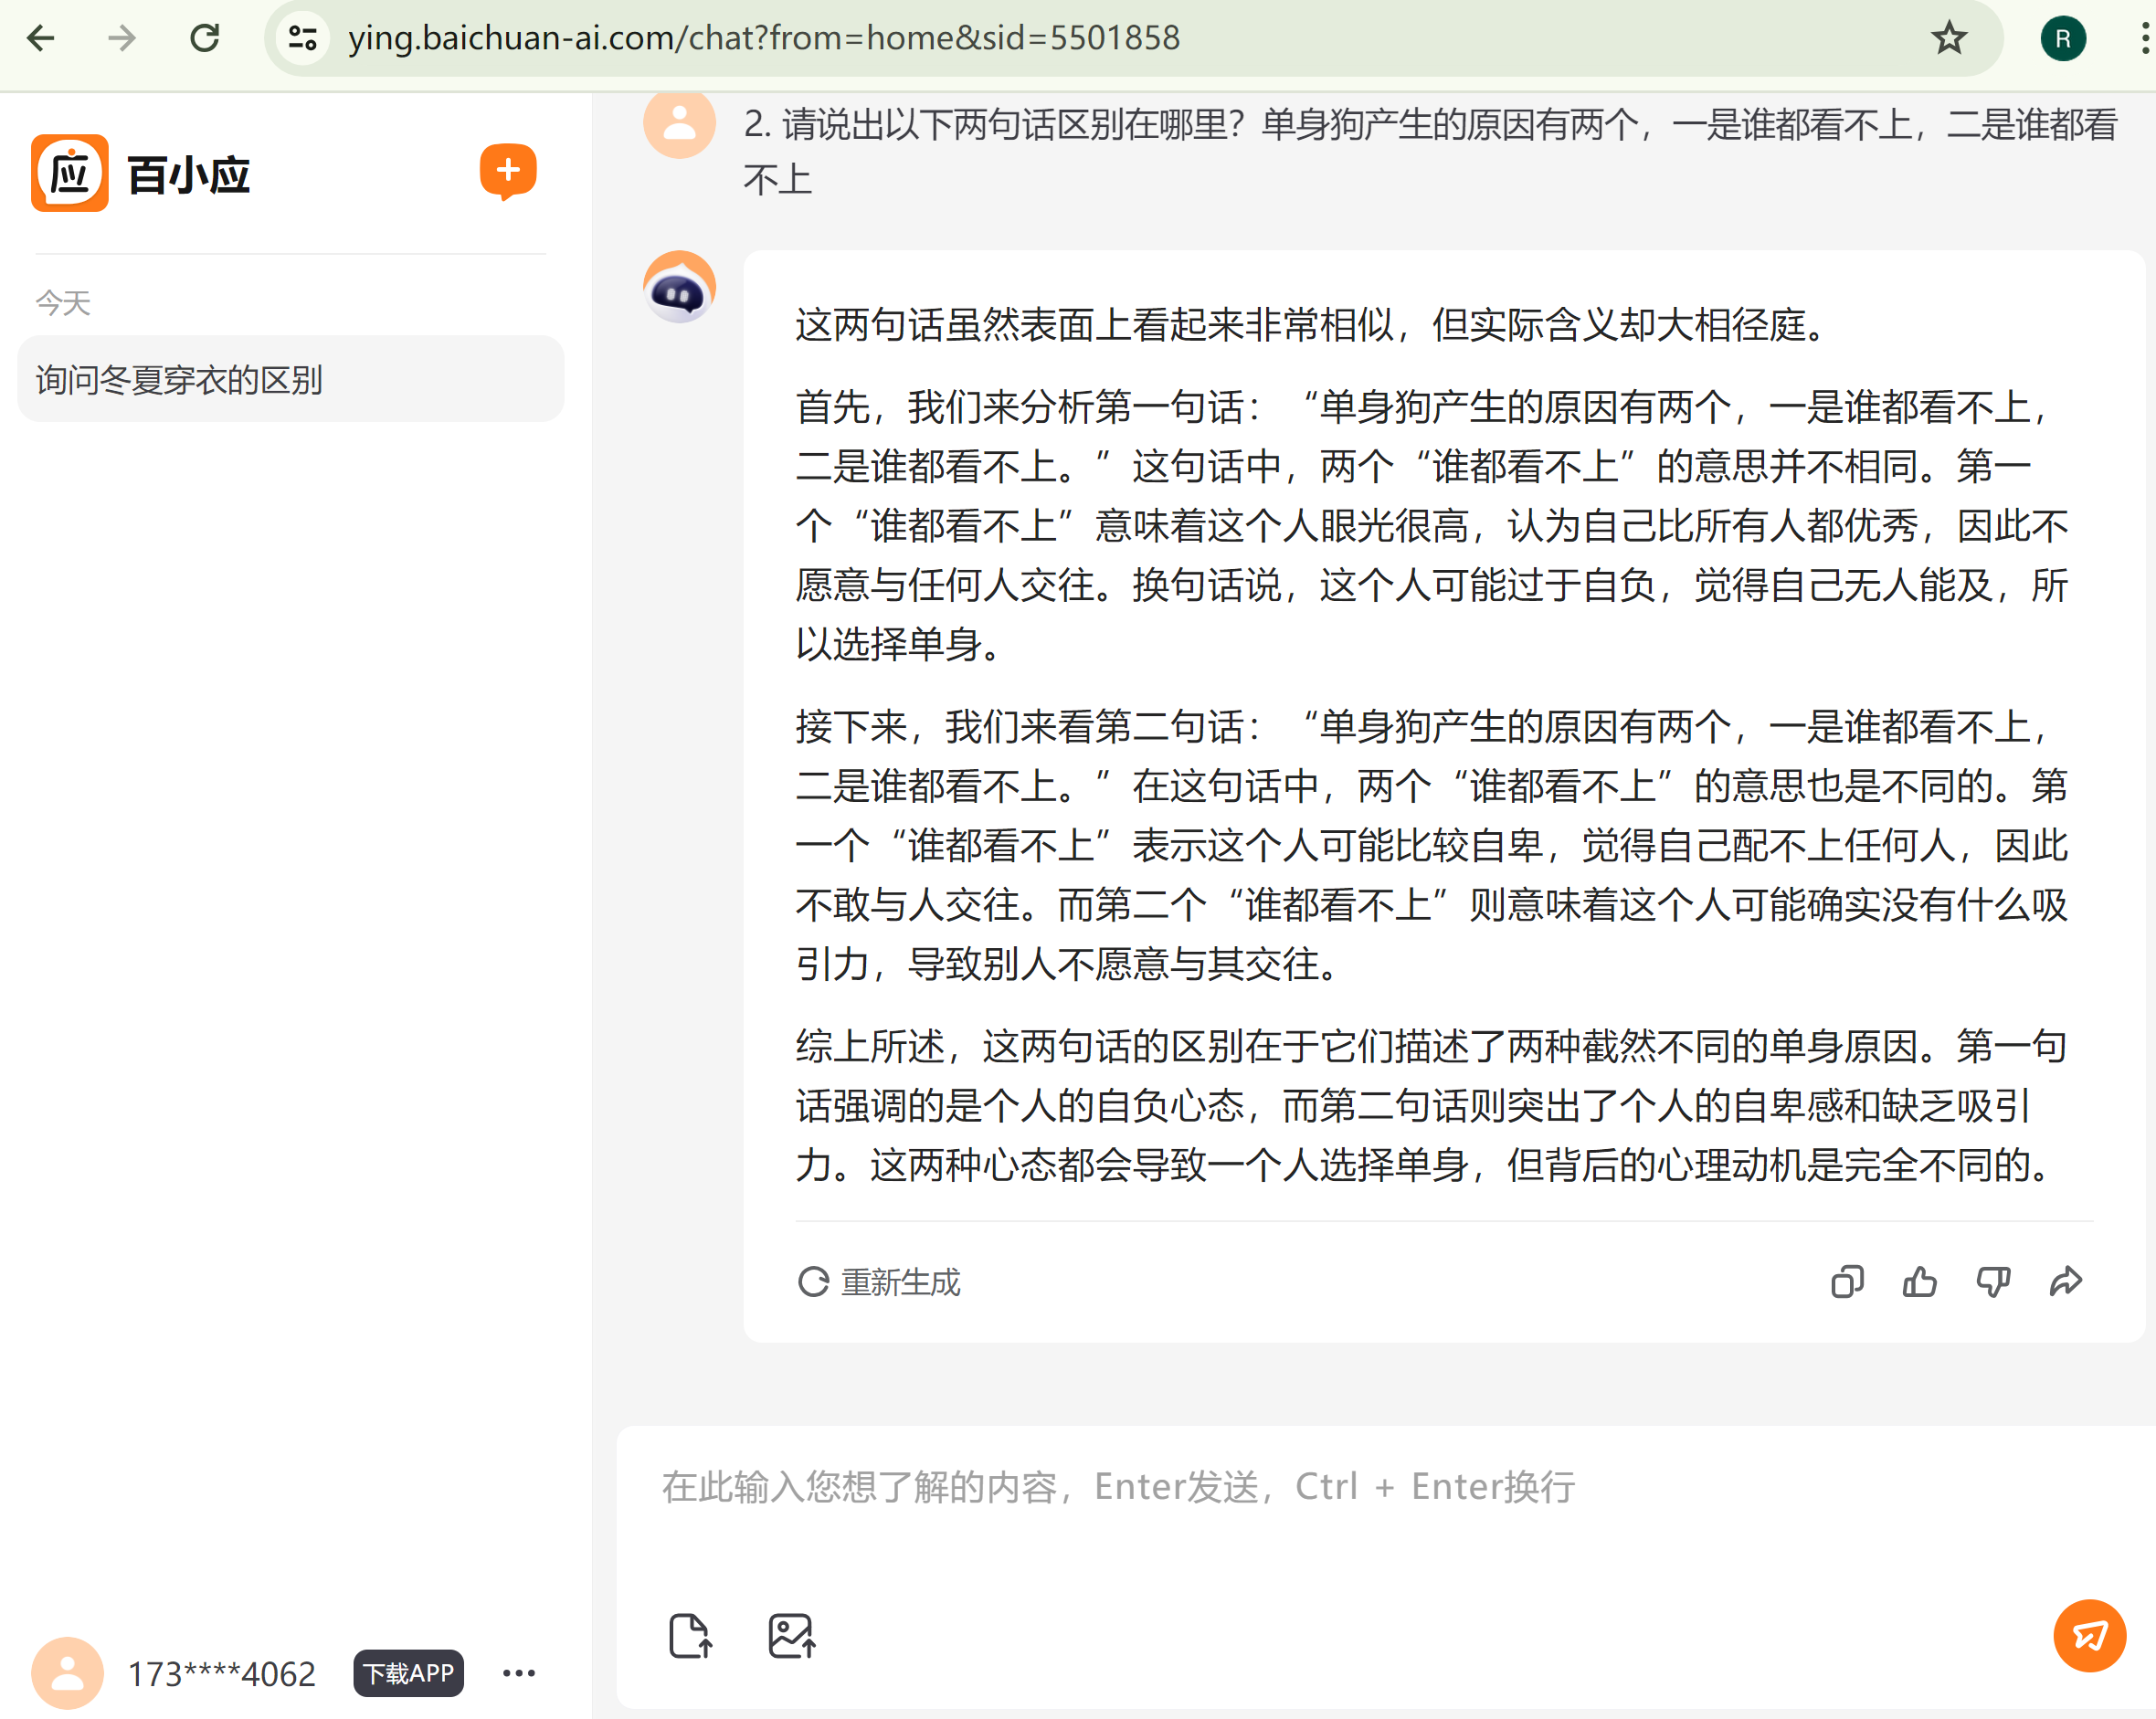 ying.baichuan-ai.com/chat?from=home&sid=5501858
R
应
百小应
今天
询问冬夏穿衣的区别
173****4062
下载APP
2. 请说出以下两句话区别在哪里？单身狗产生的原因有两个，一是谁都看不上，二是谁都看
不上
这两句话虽然表面上看起来非常相似，但实际含义却大相径庭。
首先，我们来分析第一句话：“单身狗产生的原因有两个，一是谁都看不上，
二是谁都看不上。”这句话中，两个“谁都看不上”的意思并不相同。第一
个“谁都看不上”意味着这个人眼光很高，认为自己比所有人都优秀，因此不
愿意与任何人交往。换句话说，这个人可能过于自负，觉得自己无人能及，所
以选择单身。
接下来，我们来看第二句话：“单身狗产生的原因有两个，一是谁都看不上，
二是谁都看不上。”在这句话中，两个“谁都看不上”的意思也是不同的。第
一个“谁都看不上”表示这个人可能比较自卑，觉得自己配不上任何人，因此
不敢与人交往。而第二个“谁都看不上”则意味着这个人可能确实没有什么吸
引力，导致别人不愿意与其交往。
综上所述，这两句话的区别在于它们描述了两种截然不同的单身原因。第一句
话强调的是个人的自负心态，而第二句话则突出了个人的自卑感和缺乏吸引
力。这两种心态都会导致一个人选择单身，但背后的心理动机是完全不同的。
重新生成
在此输入您想了解的内容，Enter发送，Ctrl + Enter换行